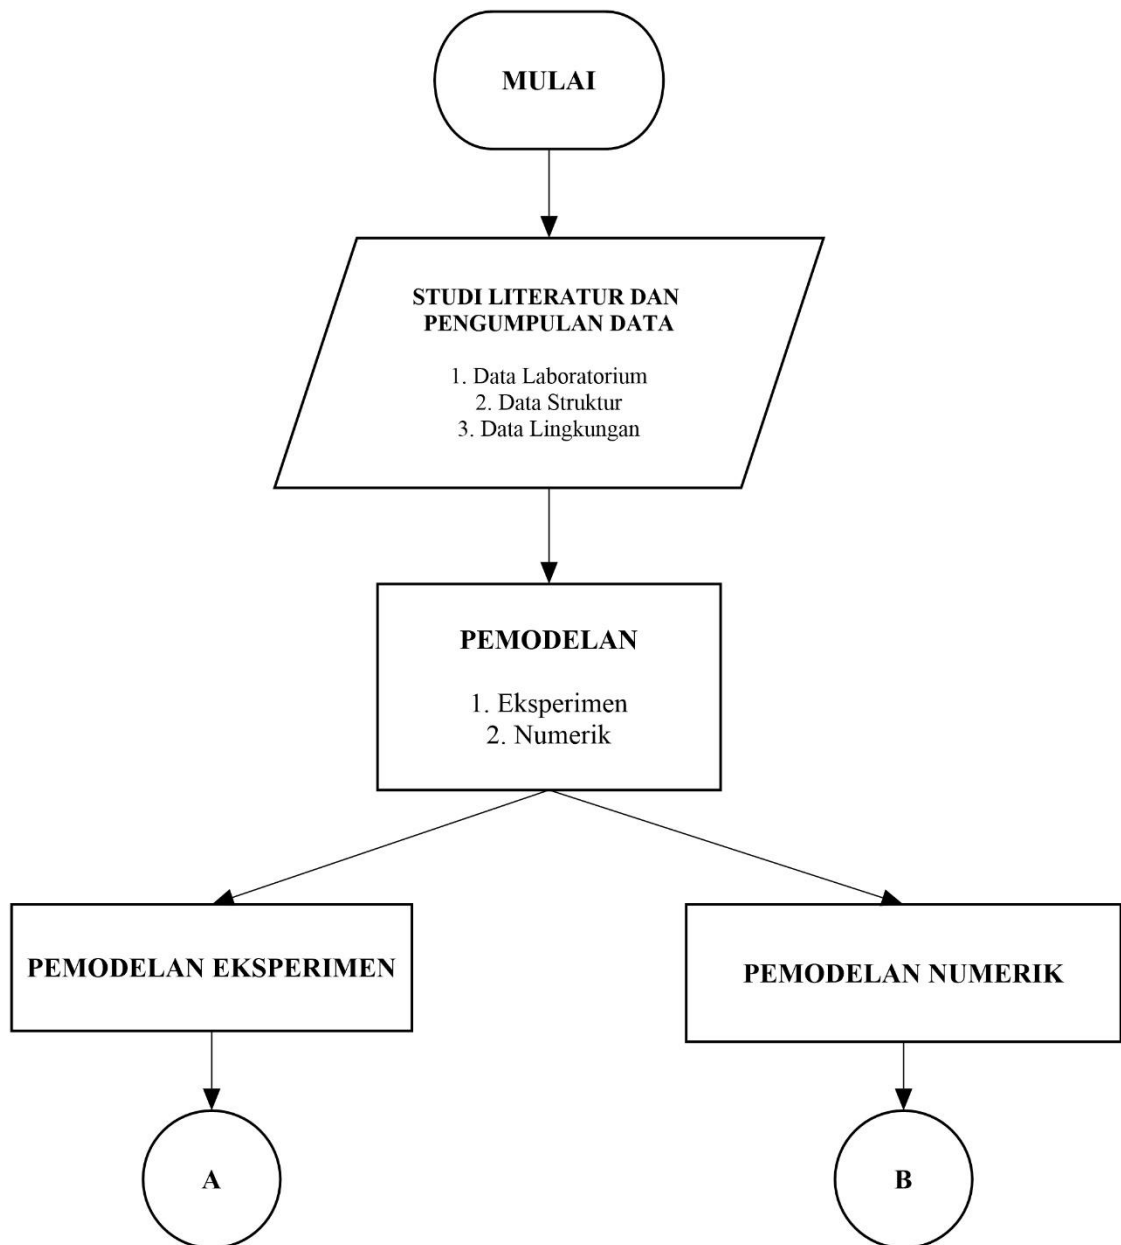 MULAI
STUDI LITERATUR DAN
PENGUMPULAN DATA
1. Data Laboratorium
2. Data Struktur
3. Data Lingkungan
PEMODELAN
1. Eksperimen
2. Numerik
PEMODELAN EKSPERIMEN
PEMODELAN NUMERIK
A
B